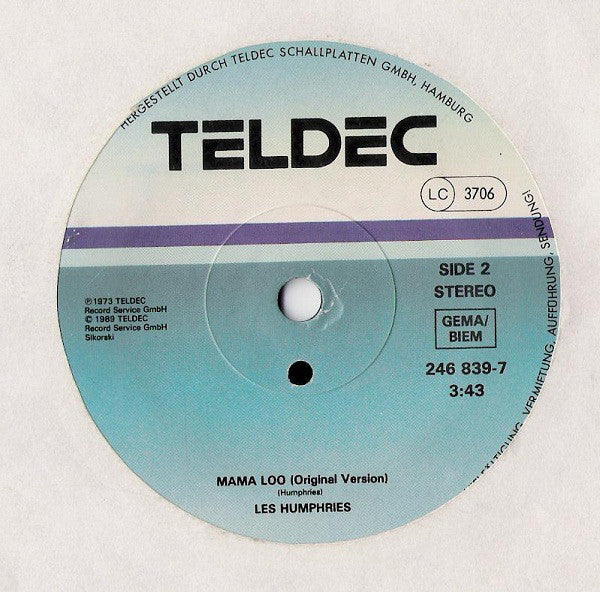 HERGESTELLT DURCH TELDEC SCHALLPLATTEN GMBH, HAMBURG
TELDEC
LC 3706
℗ 1973 TELDEC
Record Service GmbH
© 1989 TELDEC
Record Service GmbH
Sikorski
SIDE 2
STEREO
GEMA/
BIEM
246 839-7
3:43
VERMIETUNG, AUFFÜHRUNG, SENDUNG!
MAMA LOO (Original Version)
(Humphries)
LES HUMPHRIES